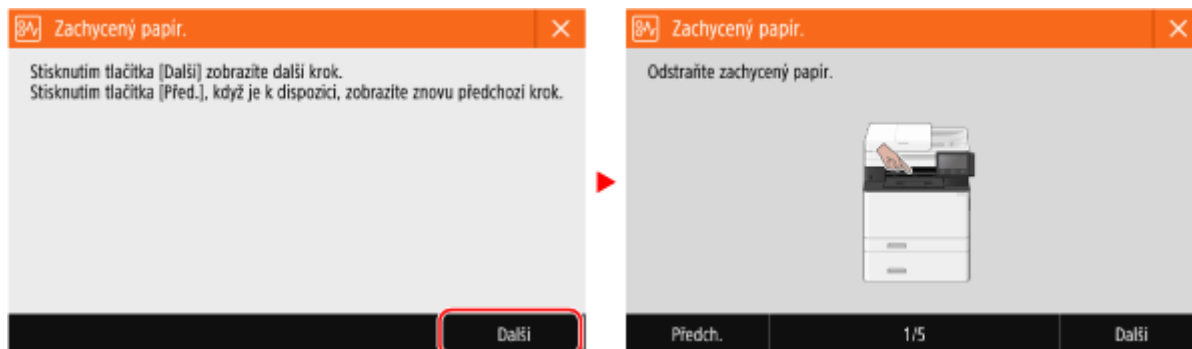 Zachycený papír.
Stisknutím tlačítka [Další] zobrazíte další krok.
Stisknutím tlačítka [Před.], když je k dispozici, zobrazíte znovu předchozí krok.
Další
Zachycený papír.
Odstraňte zachycený papír.
Předch.
1/5
Další